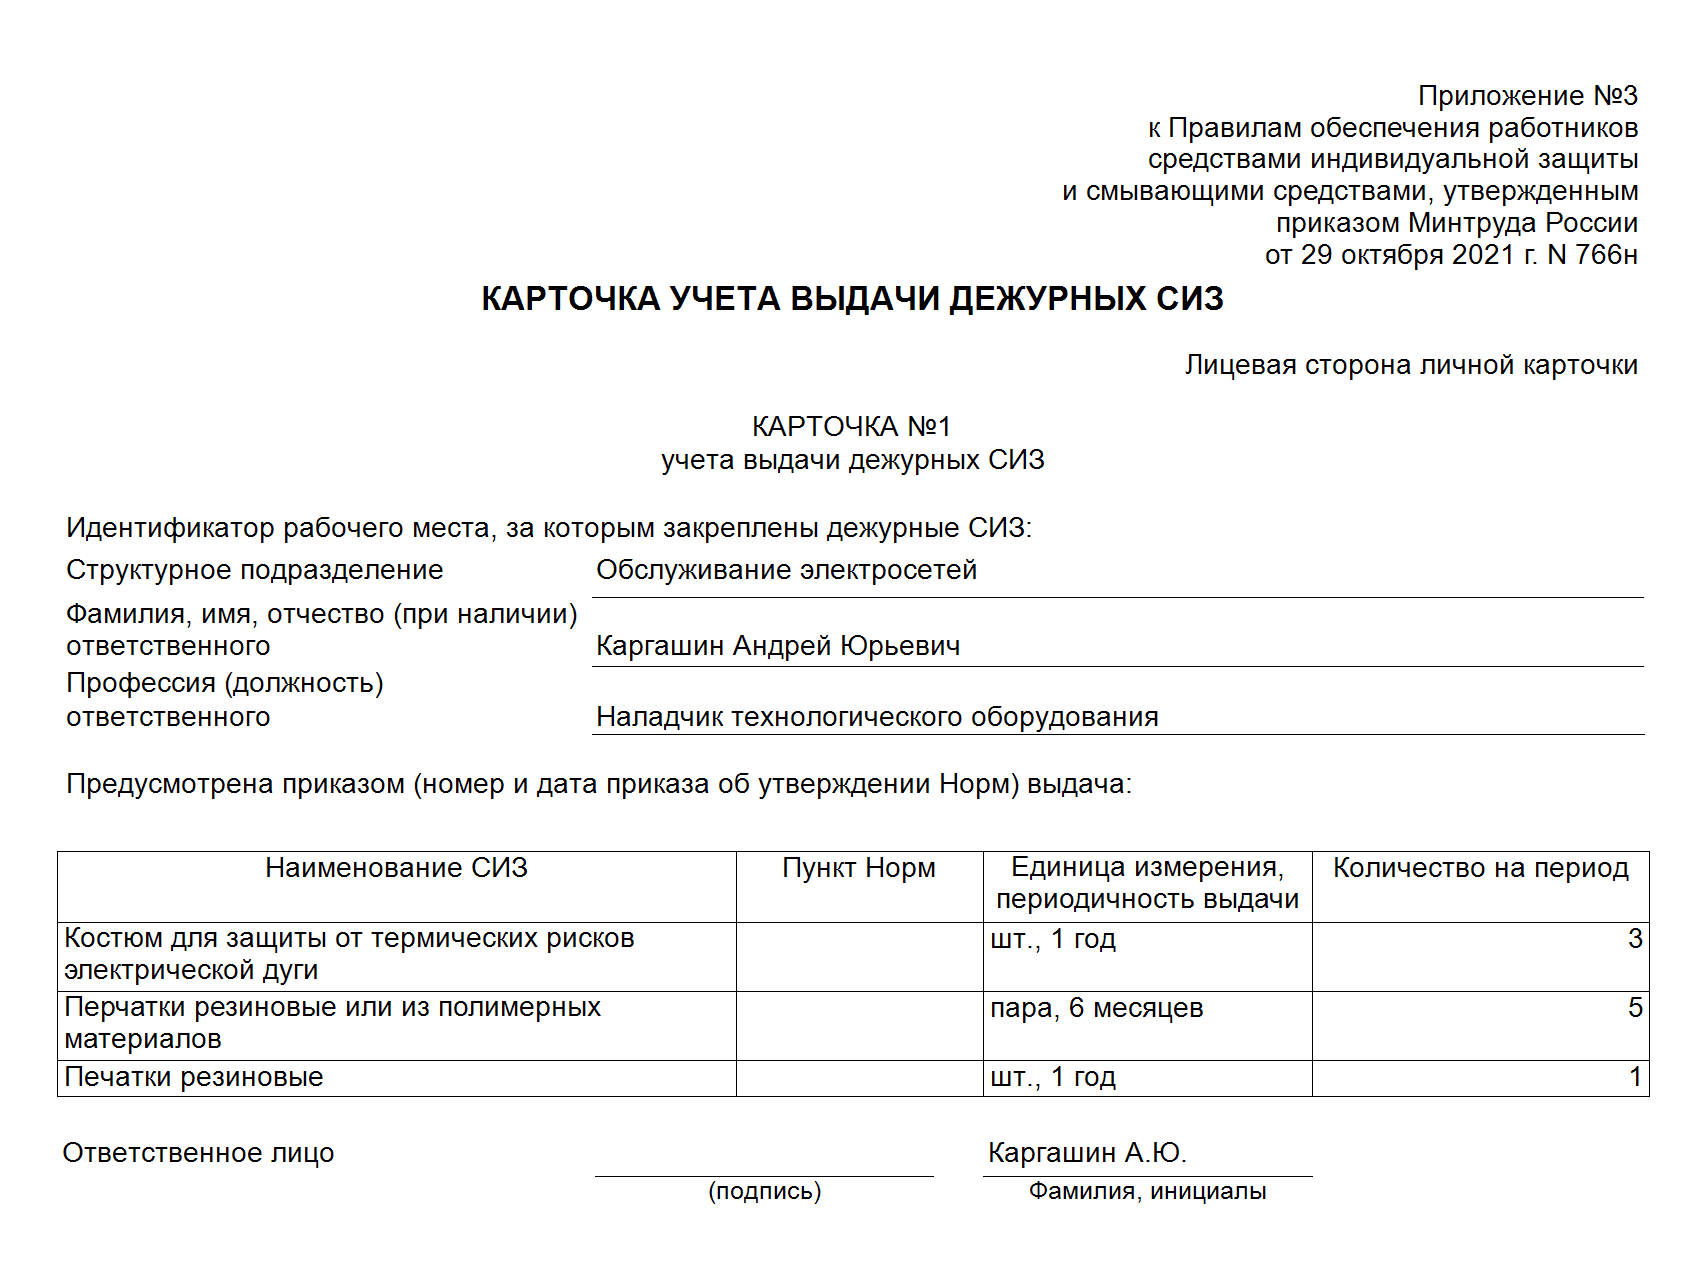 Приложение №3
к Правилам обеспечения работников
средствами индивидуальной защиты
и смывающими средствами, утвержденным
приказом Минтруда России
от 29 октября 2021 г. N 766н
КАРТОЧКА УЧЕТА ВЫДАЧИ ДЕЖУРНЫХ СИЗ
Лицевая сторона личной карточки
КАРТОЧКА №1
учета выдачи дежурных СИЗ
Идентификатор рабочего места, за которым закреплены дежурные СИЗ:
Структурное подразделение Обслуживание электросетей
Фамилия, имя, отчество (при наличии)
ответственного Каргашин Андрей Юрьевич
Профессия (должность)
ответственного Наладчик технологического оборудования
Предусмотрена приказом (номер и дата приказа об утверждении Норм) выдача:
Наименование СИЗ Пункт Норм Единица измерения, Количество на период
периодичность выдачи
Костюм для защиты от термических рисков шт., 1 год 3
электрической дуги
Перчатки резиновые или из полимерных пара, 6 месяцев 5
материалов
Печатки резиновые шт., 1 год 1
Ответственное лицо Каргашин А.Ю.
(подпись) Фамилия, инициалы